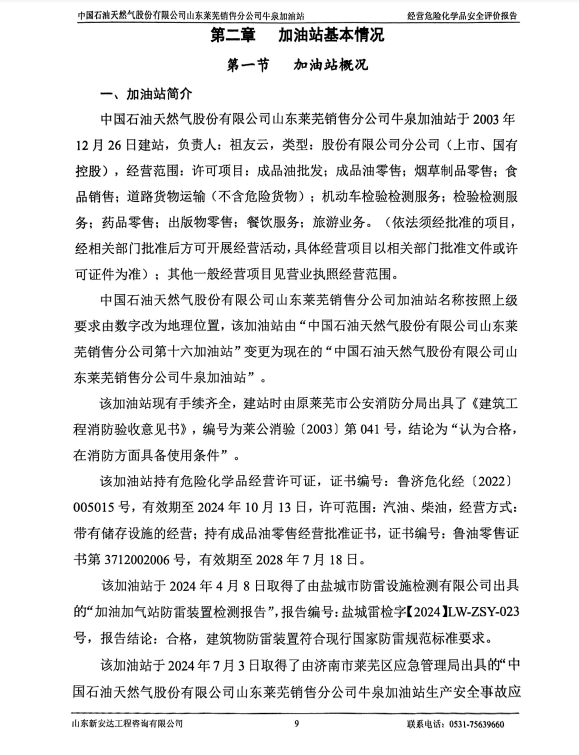 中国石油天然气股份有限公司山东莱芜销售分公司牛泉加油站 经营危险化学品安全评价报告
第二章 加油站基本情况
第一节 加油站概况
一、加油站简介
中国石油天然气股份有限公司山东莱芜销售分公司牛泉加油站于 2003 年
12 月 26 日建站，负责人：祖友云，类型：股份有限公司分公司（上市、国有
控股），经营范围：许可项目：成品油批发；成品油零售；烟草制品零售；食
品销售；道路货物运输（不含危险货物）；机动车检验检测服务；检验检测服
务；药品零售；出版物零售；餐饮服务；旅游业务。（依法须经批准的项目，
经相关部门批准后方可开展经营活动，具体经营项目以相关部门批准文件或许
可证件为准）；其他一般经营项目见营业执照经营范围。
中国石油天然气股份有限公司山东莱芜销售分公司加油站名称按照上级
要求由数字改为地理位置，该加油站由“中国石油天然气股份有限公司山东莱
芜销售分公司第十六加油站”变更为现在的“中国石油天然气股份有限公司山
东莱芜销售分公司牛泉加油站”。
该加油站现有手续齐全，建站时由原莱芜市公安消防分局出具了《建筑工
程消防验收意见书》，编号为莱公消验〔2003〕第 041 号，结论为“认为合格，
在消防方面具备使用条件”。
该加油站持有危险化学品经营许可证，证书编号：鲁济危化经〔2022〕
005015 号，有效期至 2024 年 10 月 13 日，许可范围：汽油、柴油，经营方式：
带有储存设施的经营；持有成品油零售经营批准证书，证书编号：鲁油零售证
书第 3712002006 号，有效期至 2028 年 7 月 18 日。
该加油站于 2024 年 4 月 8 日取得了由盐城市防雷设施检测有限公司出具
的“加油加气站防雷装置检测报告”，报告编号：盐城雷检字【2024】LW-ZSY-023
号，报告结论：合格，建筑物防雷装置符合现行国家防雷规范标准要求。
该加油站于 2024 年 7 月 3 日取得了由济南市莱芜区应急管理局出具的“中
国石油天然气股份有限公司山东莱芜销售分公司牛泉加油站生产安全事故应
山东新安达工程咨询有限公司 9 联系电话：0531-75639660